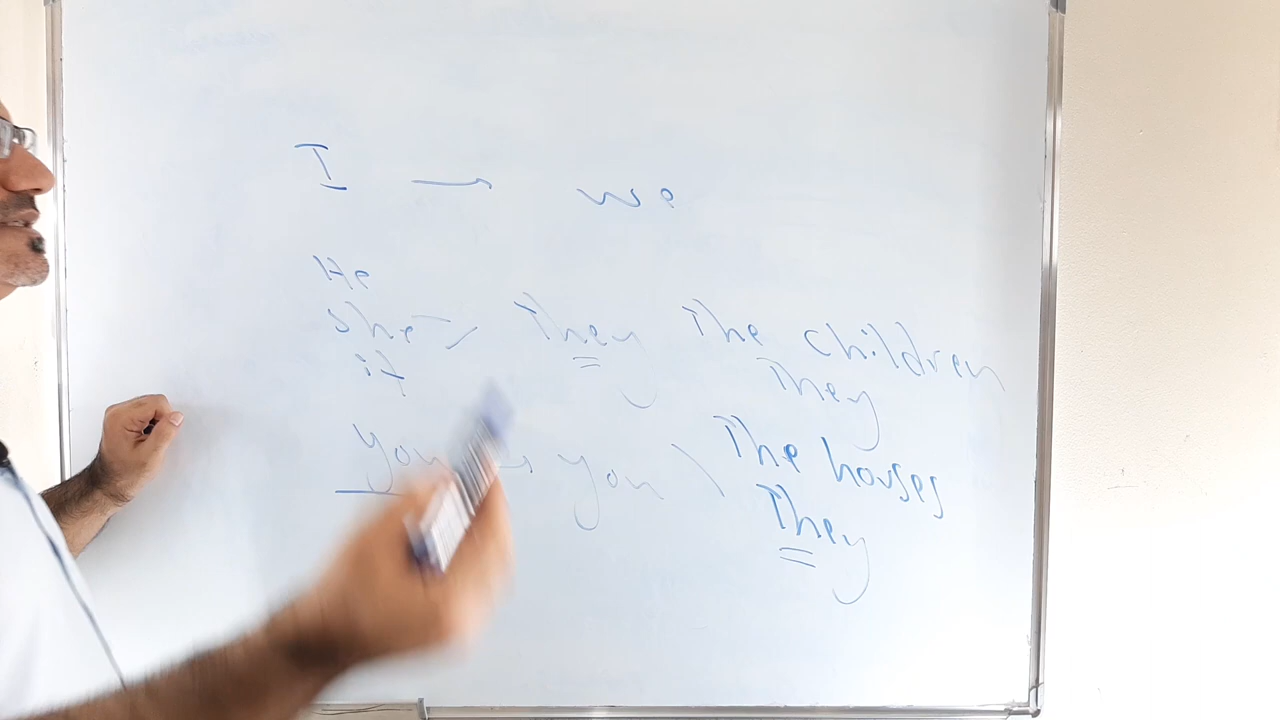 I → we
He
she → They The children
it They
you → you The houses
They